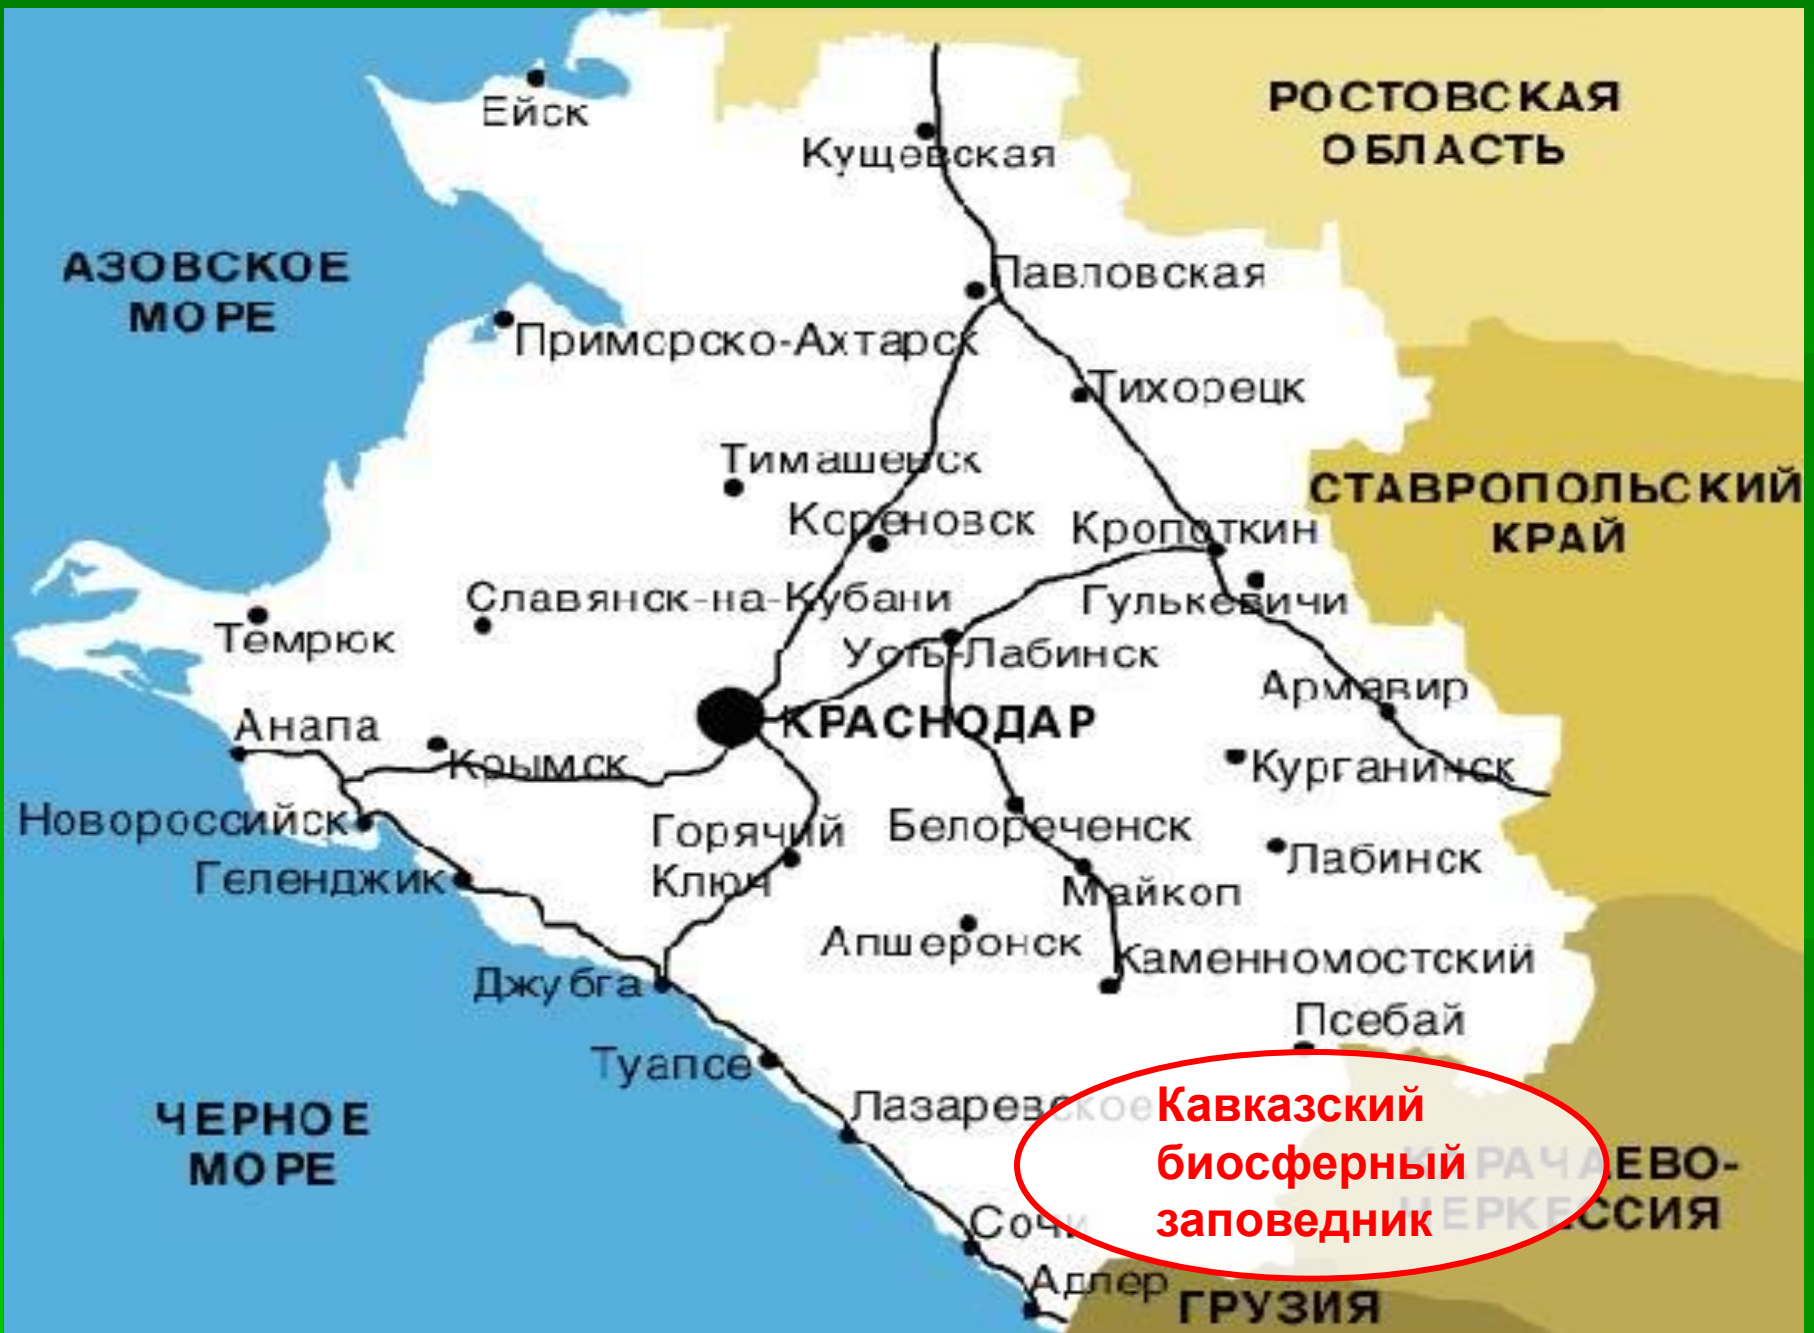 Ейск
РОСТОВСКАЯ
ОБЛАСТЬ
Кущевская
АЗОВСКОЕ
МОРЕ
Павловская
Приморско-Ахтарск
Тихорецк
Тимашевск
СТАВРОПОЛЬСКИЙ
КРАЙ
Кореновск
Кропоткин
Славянск-на-Кубани
Гулькевичи
Темрюк
Усть-Лабинск
Армавир
Анапа
КРАСНОДАР
Крымск
Курганинск
Новороссийск
Горячий
Ключ
Белореченск
Лабинск
Геленджик
Майкоп
Апшеронск
Каменномостский
Джубга
Псебай
Туапсе
Лазаревское
Кавказский
биосферный
заповедник
ЧЕРНОЕ
МОРЕ
КАРАЧАЕВО-
ЧЕРКЕССИЯ
Сочи
Адлер
ГРУЗИЯ